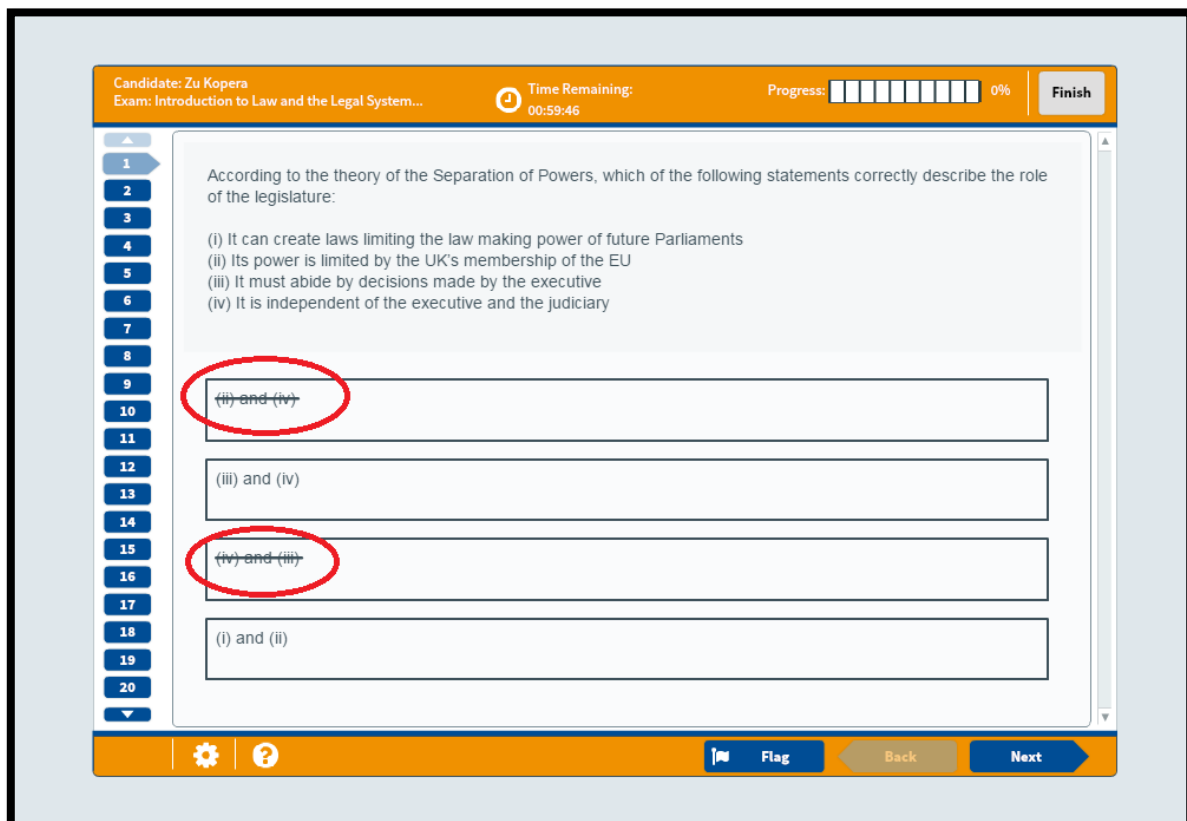 Candidate: Zu Kopera
Exam: Introduction to Law and the Legal System...
Time Remaining:
00:59:46
Progress:
0%
Finish
1
2
3
4
5
6
7
8
9
10
11
12
13
14
15
16
17
18
19
20
According to the theory of the Separation of Powers, which of the following statements correctly describe the role
of the legislature:
(i) It can create laws limiting the law making power of future Parliaments
(ii) Its power is limited by the UK's membership of the EU
(iii) It must abide by decisions made by the executive
(iv) It is independent of the executive and the judiciary
(ii) and (iv)
(iii) and (iv)
(iv) and (iii)
(i) and (ii)
?
Flag
Back
Next